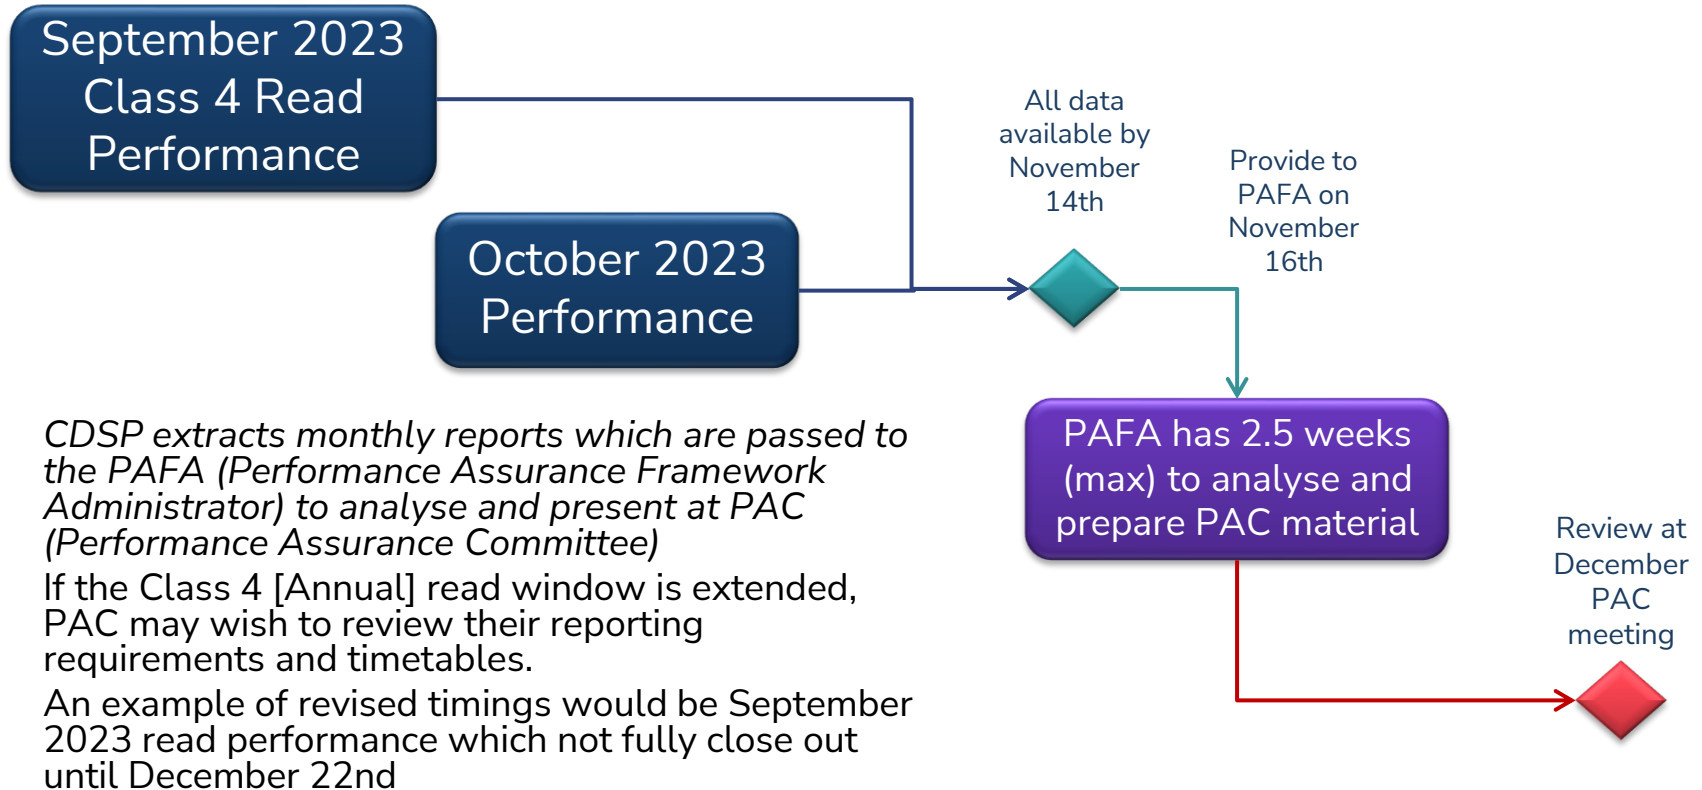 September 2023
Class 4 Read
Performance
All data
available by
November
14th
Provide to
PAFA on
November
16th
October 2023
Performance
PAFA has 2.5 weeks
(max) to analyse and
prepare PAC material
CDSP extracts monthly reports which are passed to
the PAFA (Performance Assurance Framework
Administrator) to analyse and present at PAC
(Performance Assurance Committee)
If the Class 4 [Annual] read window is extended,
PAC may wish to review their reporting
requirements and timetables.
An example of revised timings would be September
2023 read performance which not fully close out
until December 22nd
Review at
December
PAC
meeting